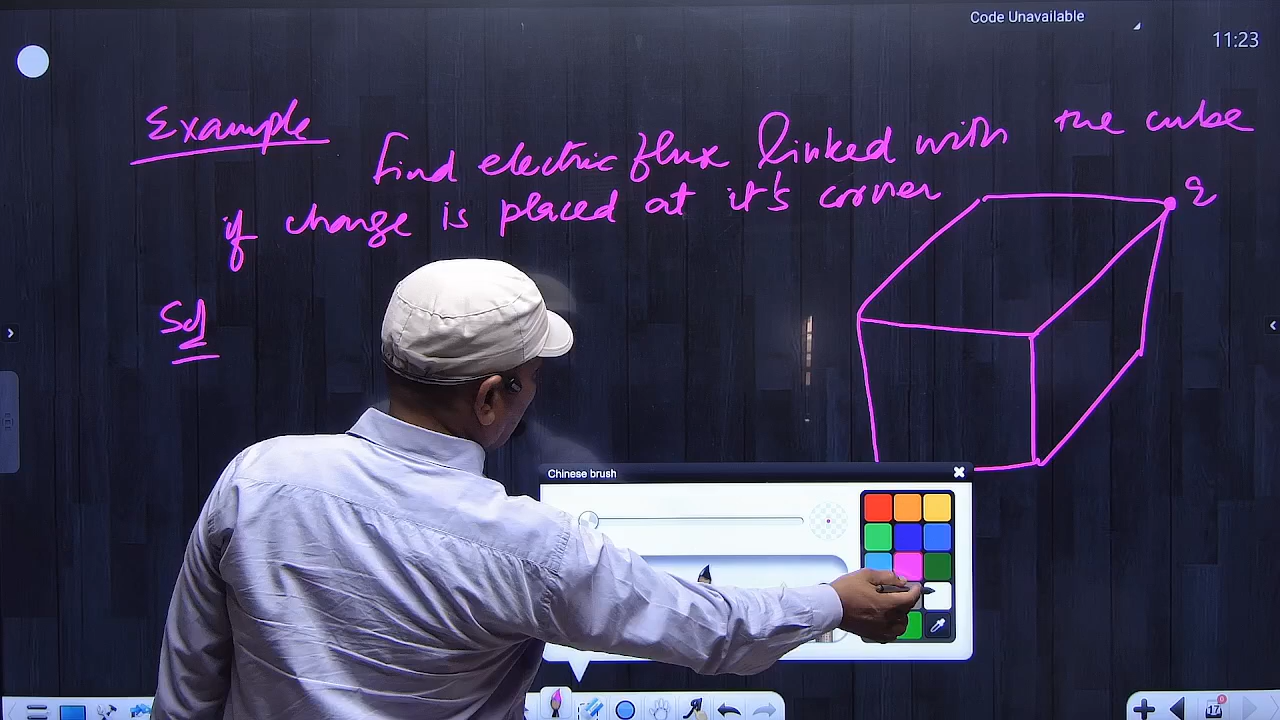 Code Unavailable
11:23
Example
find electric flux linked with the cube
if charge is placed at it's corner
q
Sol
Chinese brush
17